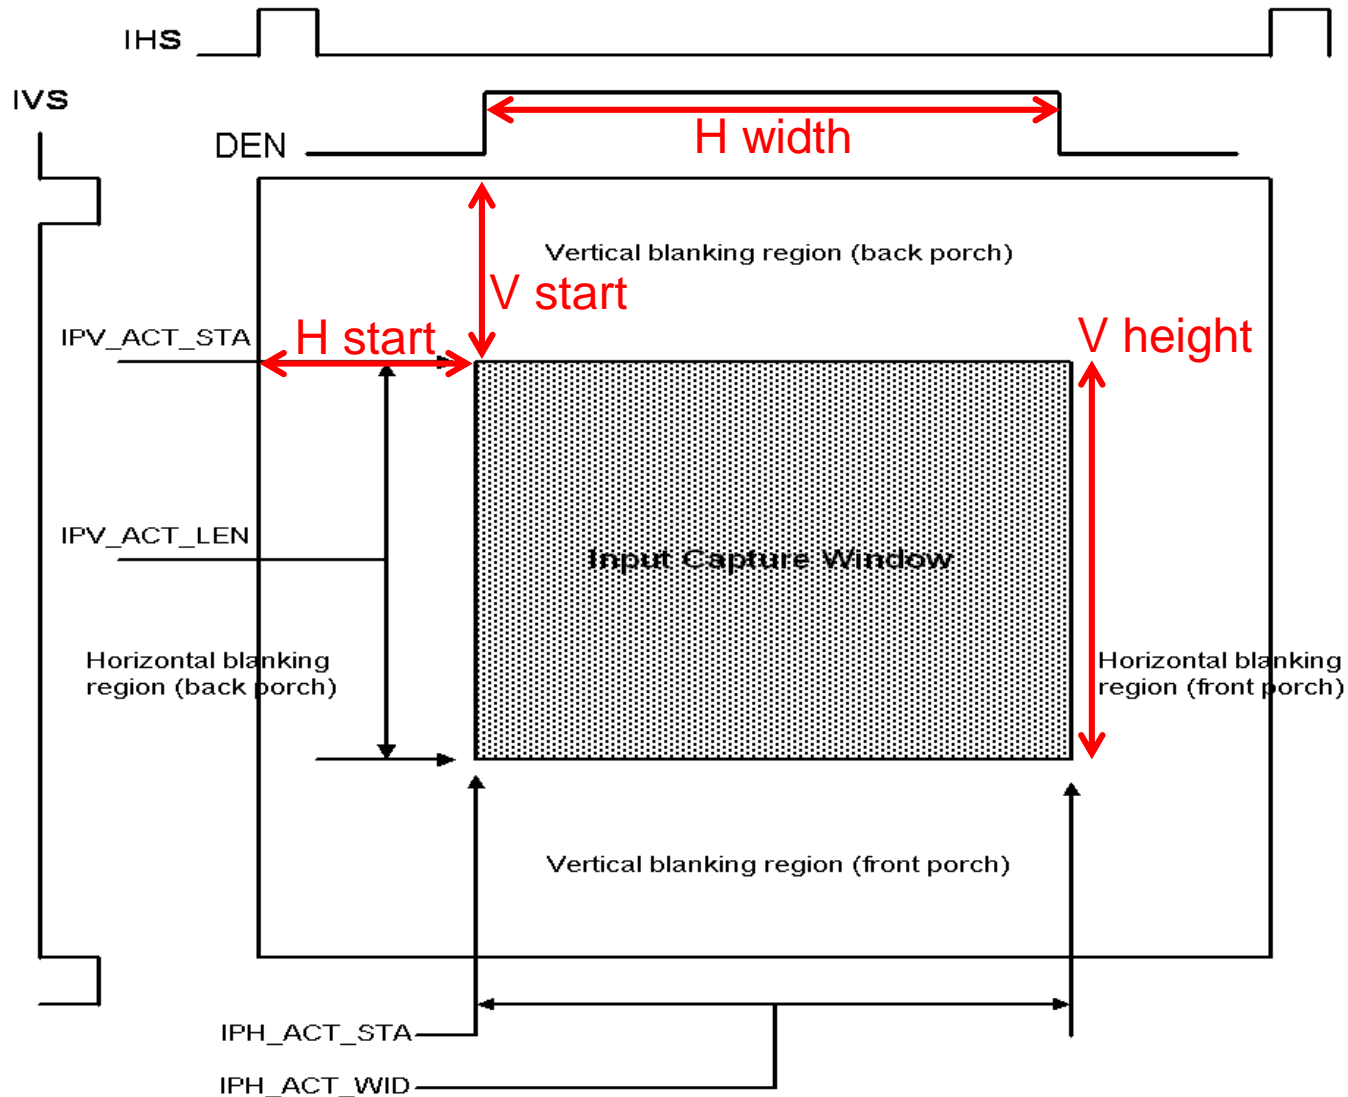 IHS
IVS
DEN
H width
Vertical blanking region (back porch)
V start
IPV_ACT_STA
H start
V height
IPV_ACT_LEN
Input Capture Window
Horizontal blanking
region (back porch)
Horizontal blanking
region (front porch)
Vertical blanking region (front porch)
IPH_ACT_STA
IPH_ACT_WID